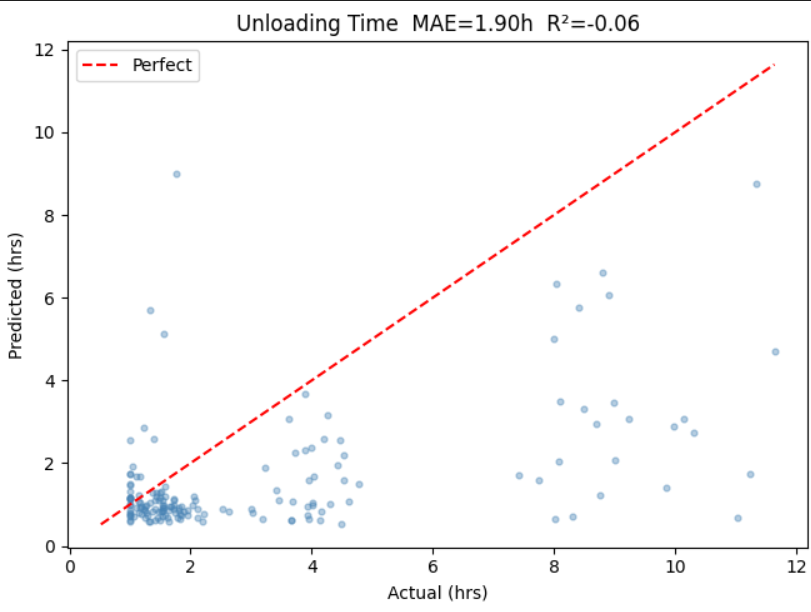 Unloading Time  MAE=1.90h  R²=-0.06
Perfect
12
10
8
6
4
2
0
Predicted (hrs)
0 2 4 6 8 10 12
Actual (hrs)